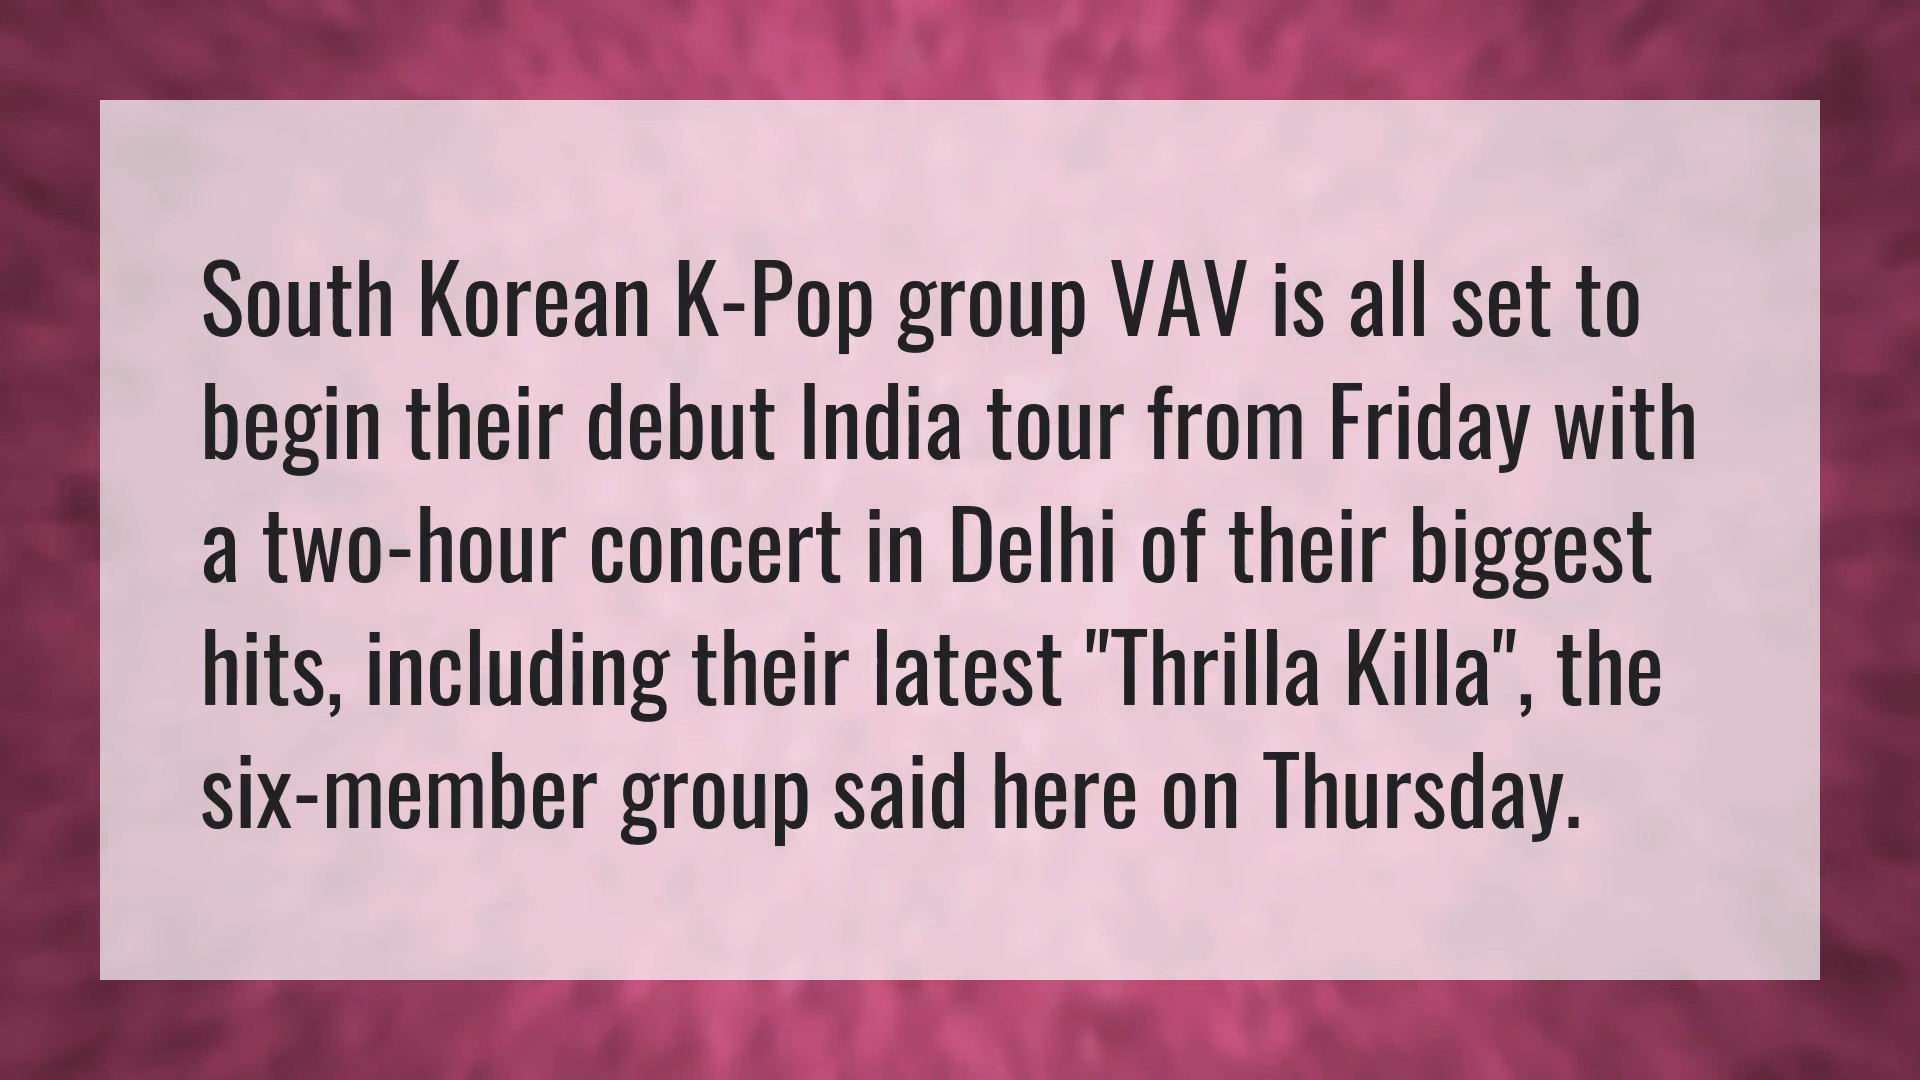 South Korean K-Pop group VAV is all set to
begin their debut India tour from Friday with
a two-hour concert in Delhi of their biggest
hits, including their latest "Thrilla Killa", the
six-member group said here on Thursday.